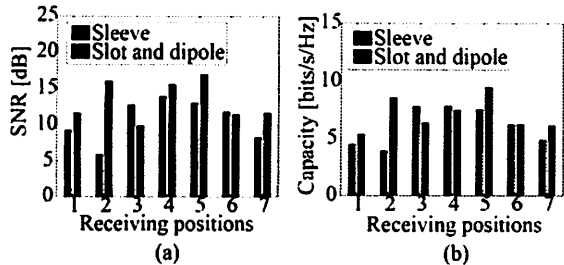 25
20
15
10
5
0
SNR [dB]
Sleeve
Slot and dipole
1 2 3 4 5 6 7
Receiving positions
(a)
15
10
5
0
Capacity [bits/s/Hz]
Sleeve
Slot and dipole
1 2 3 4 5 6 7
Receiving positions
(b)